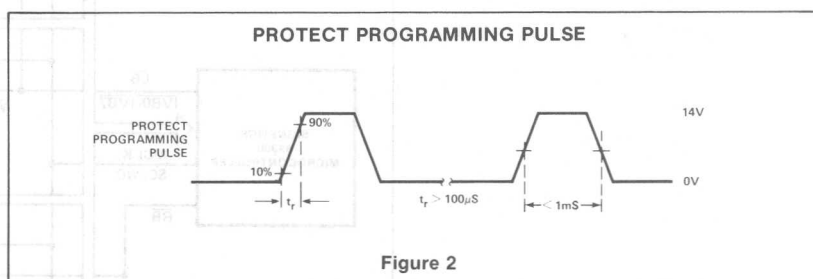 PROTECT PROGRAMMING PULSE
PROTECT
PROGRAMMING
PULSE
10%
90%
14V
0V
tr
tr > 100µS
< 1mS
Figure 2